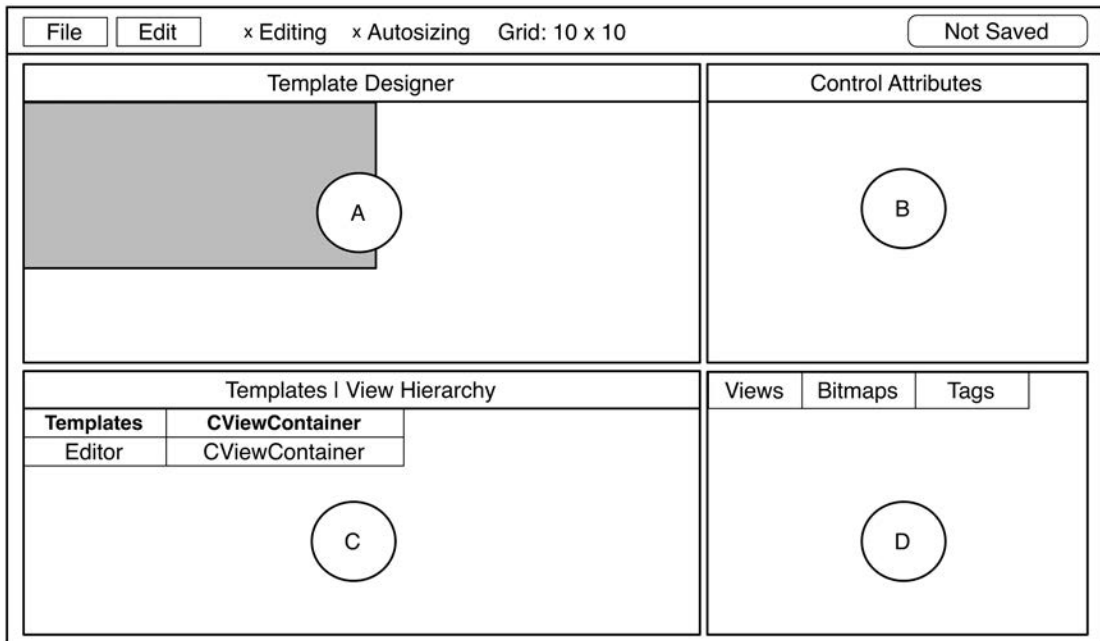 File Edit x Editing x Autosizing Grid: 10 x 10 Not Saved
Template Designer
A
Control Attributes
B
Templates | View Hierarchy
Templates CViewContainer
Editor CViewContainer
C
Views Bitmaps Tags
D